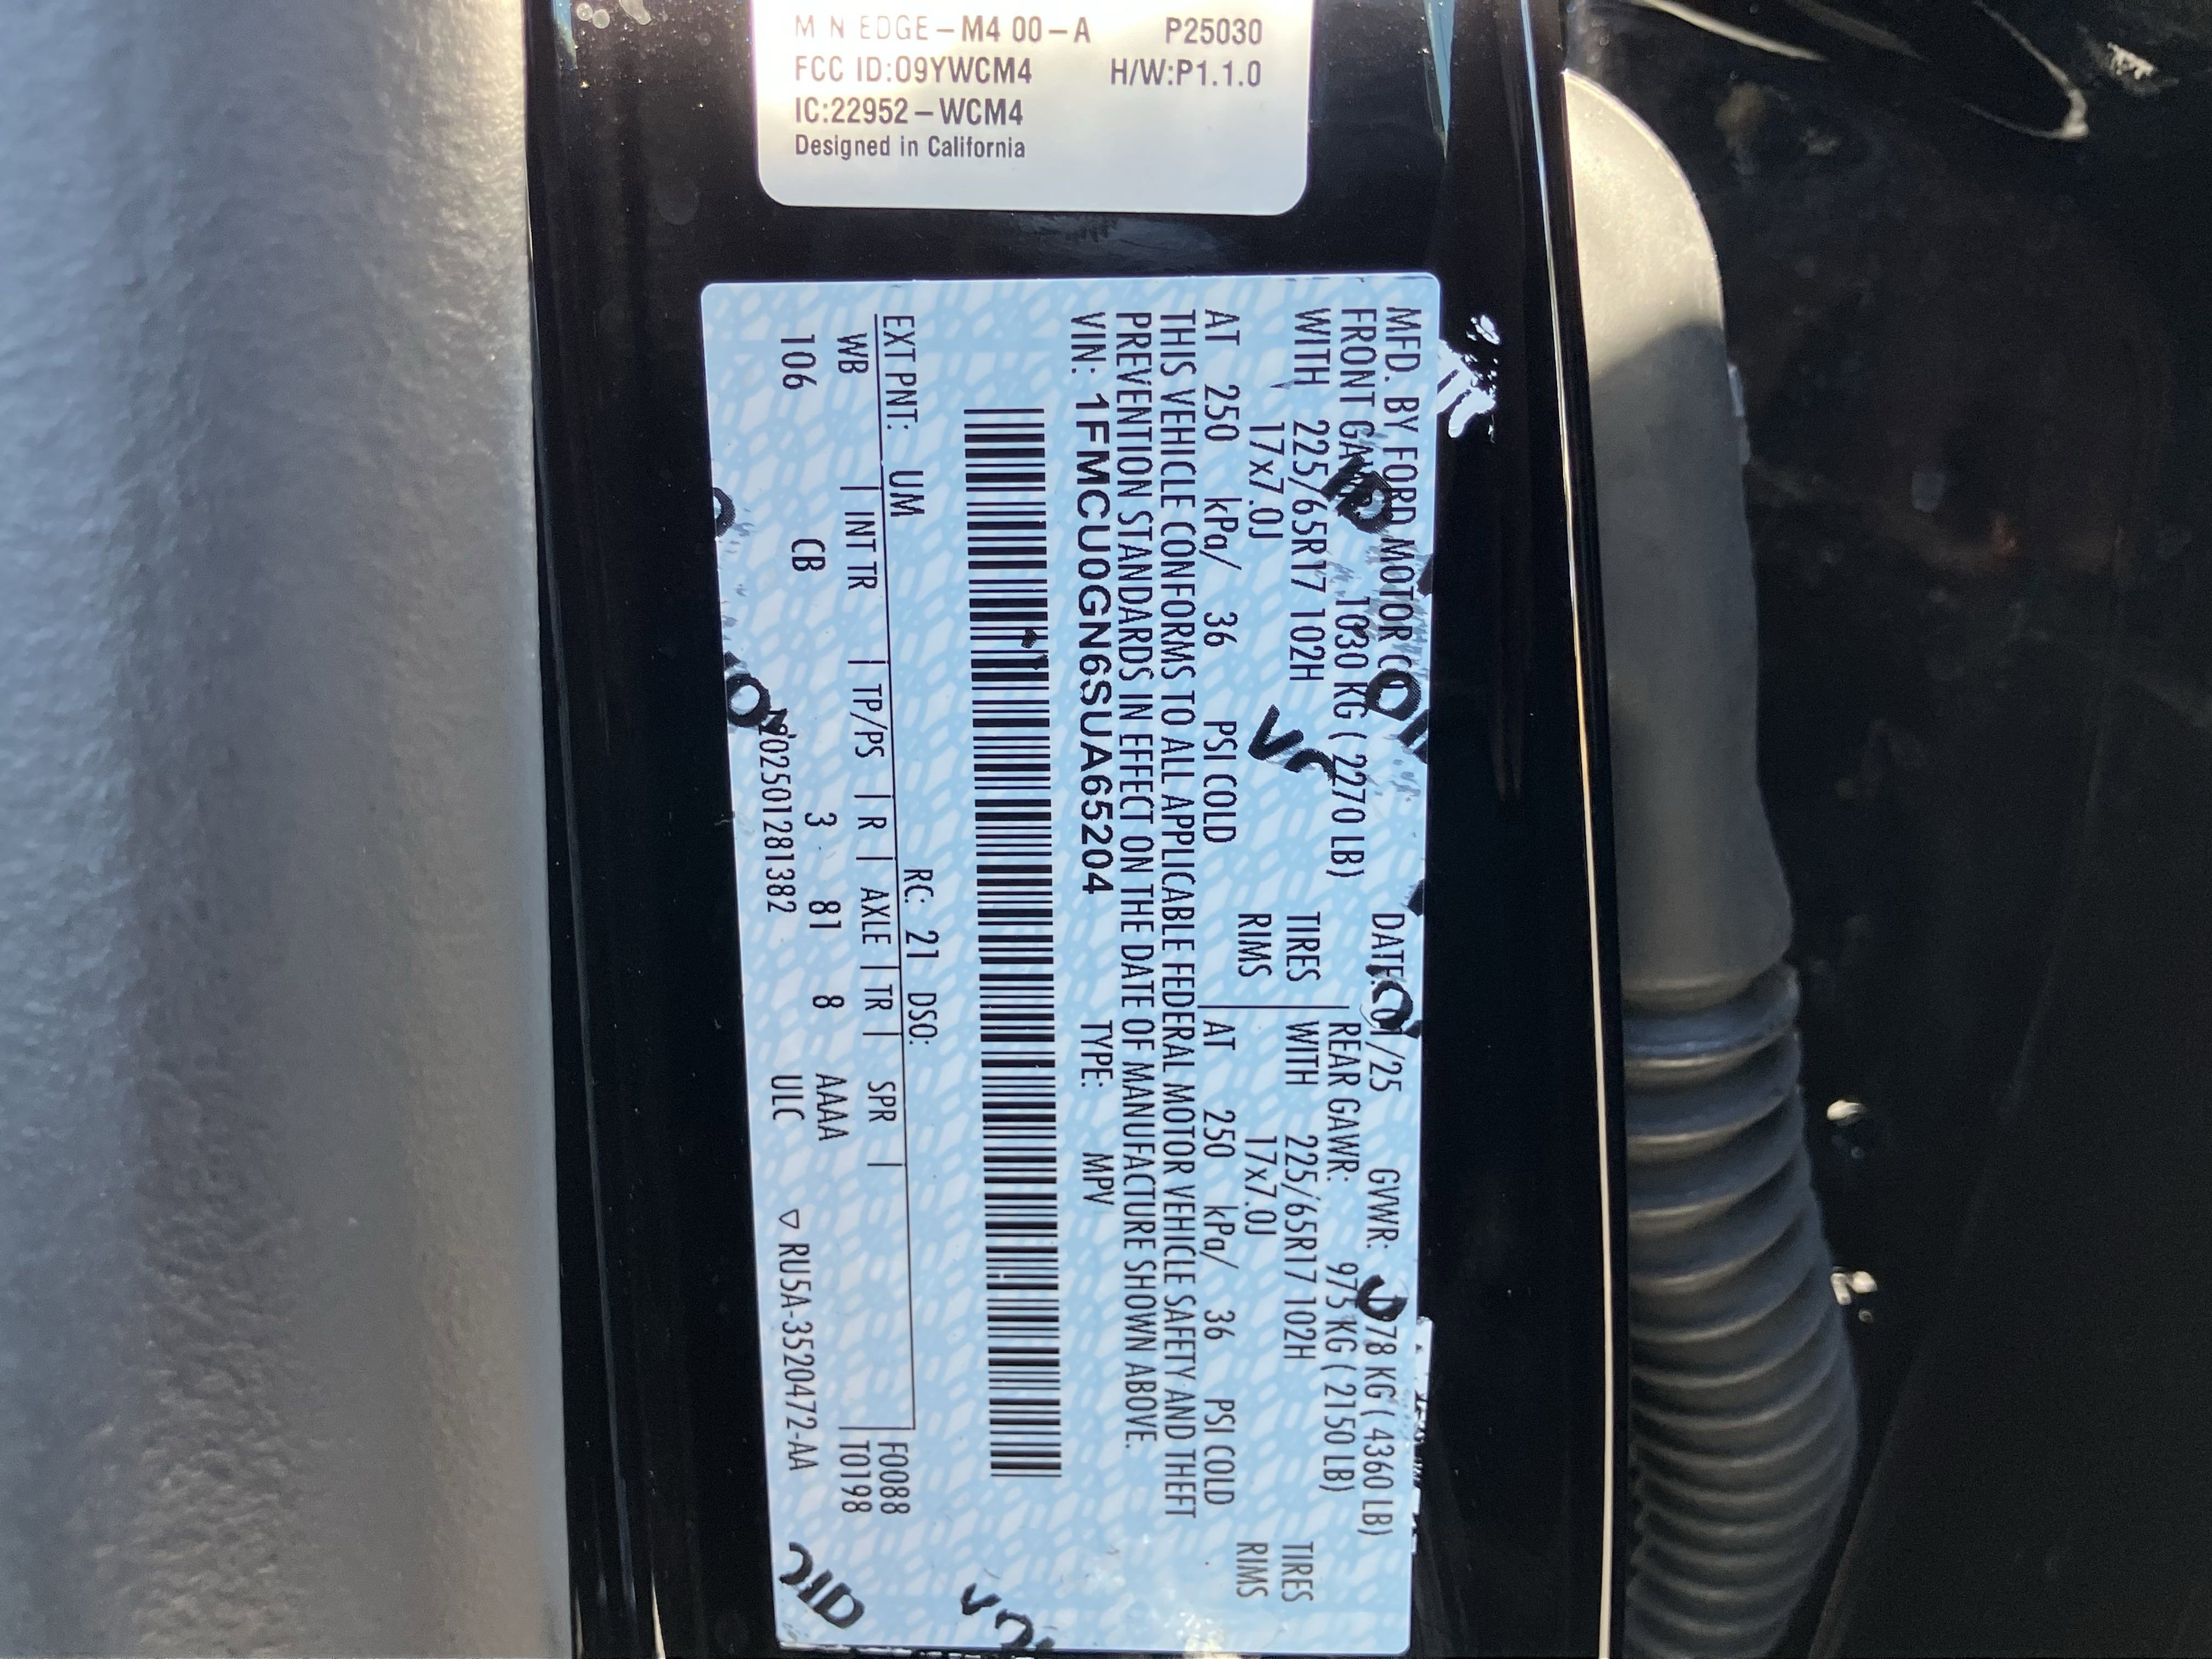 EDGE-M4 00-A P25030
FCC ID:O9YWCM4 H/W:P1.1.0
IC:22952-WCM4
Designed in California
MFD. BY FORD MOTOR DATE: 01/25 GVWR: KG ( 4360 LB)
FRONT 1030 KG ( 2270 LB) REAR GAWR: 975 KG ( 2150 LB)
WITH 225/65R17 102H TIRES WITH 225/65R17 102H TIRES
17x7.0J RIMS 17x7.0J RIMS
AT 250 kPa/ 36 PSI COLD AT 250 kPa/ 36 PSI COLD
THIS VEHICLE CONFORMS TO ALL APPLICABLE FEDERAL MOTOR VEHICLE SAFETY AND THEFT
PREVENTION STANDARDS IN EFFECT ON THE DATE OF MANUFACTURE SHOWN ABOVE.
VIN: 1FMCU0GN6SUA65204 TYPE: MPV
EXT PNT: UM RC: 21 DSO: F0088
WB | INT TR | TP/PS | R | AXLE | TR | SPR | T0198
106 CB 3 81 8 AAAA
ULC ▽ RU5A-3520472-AA